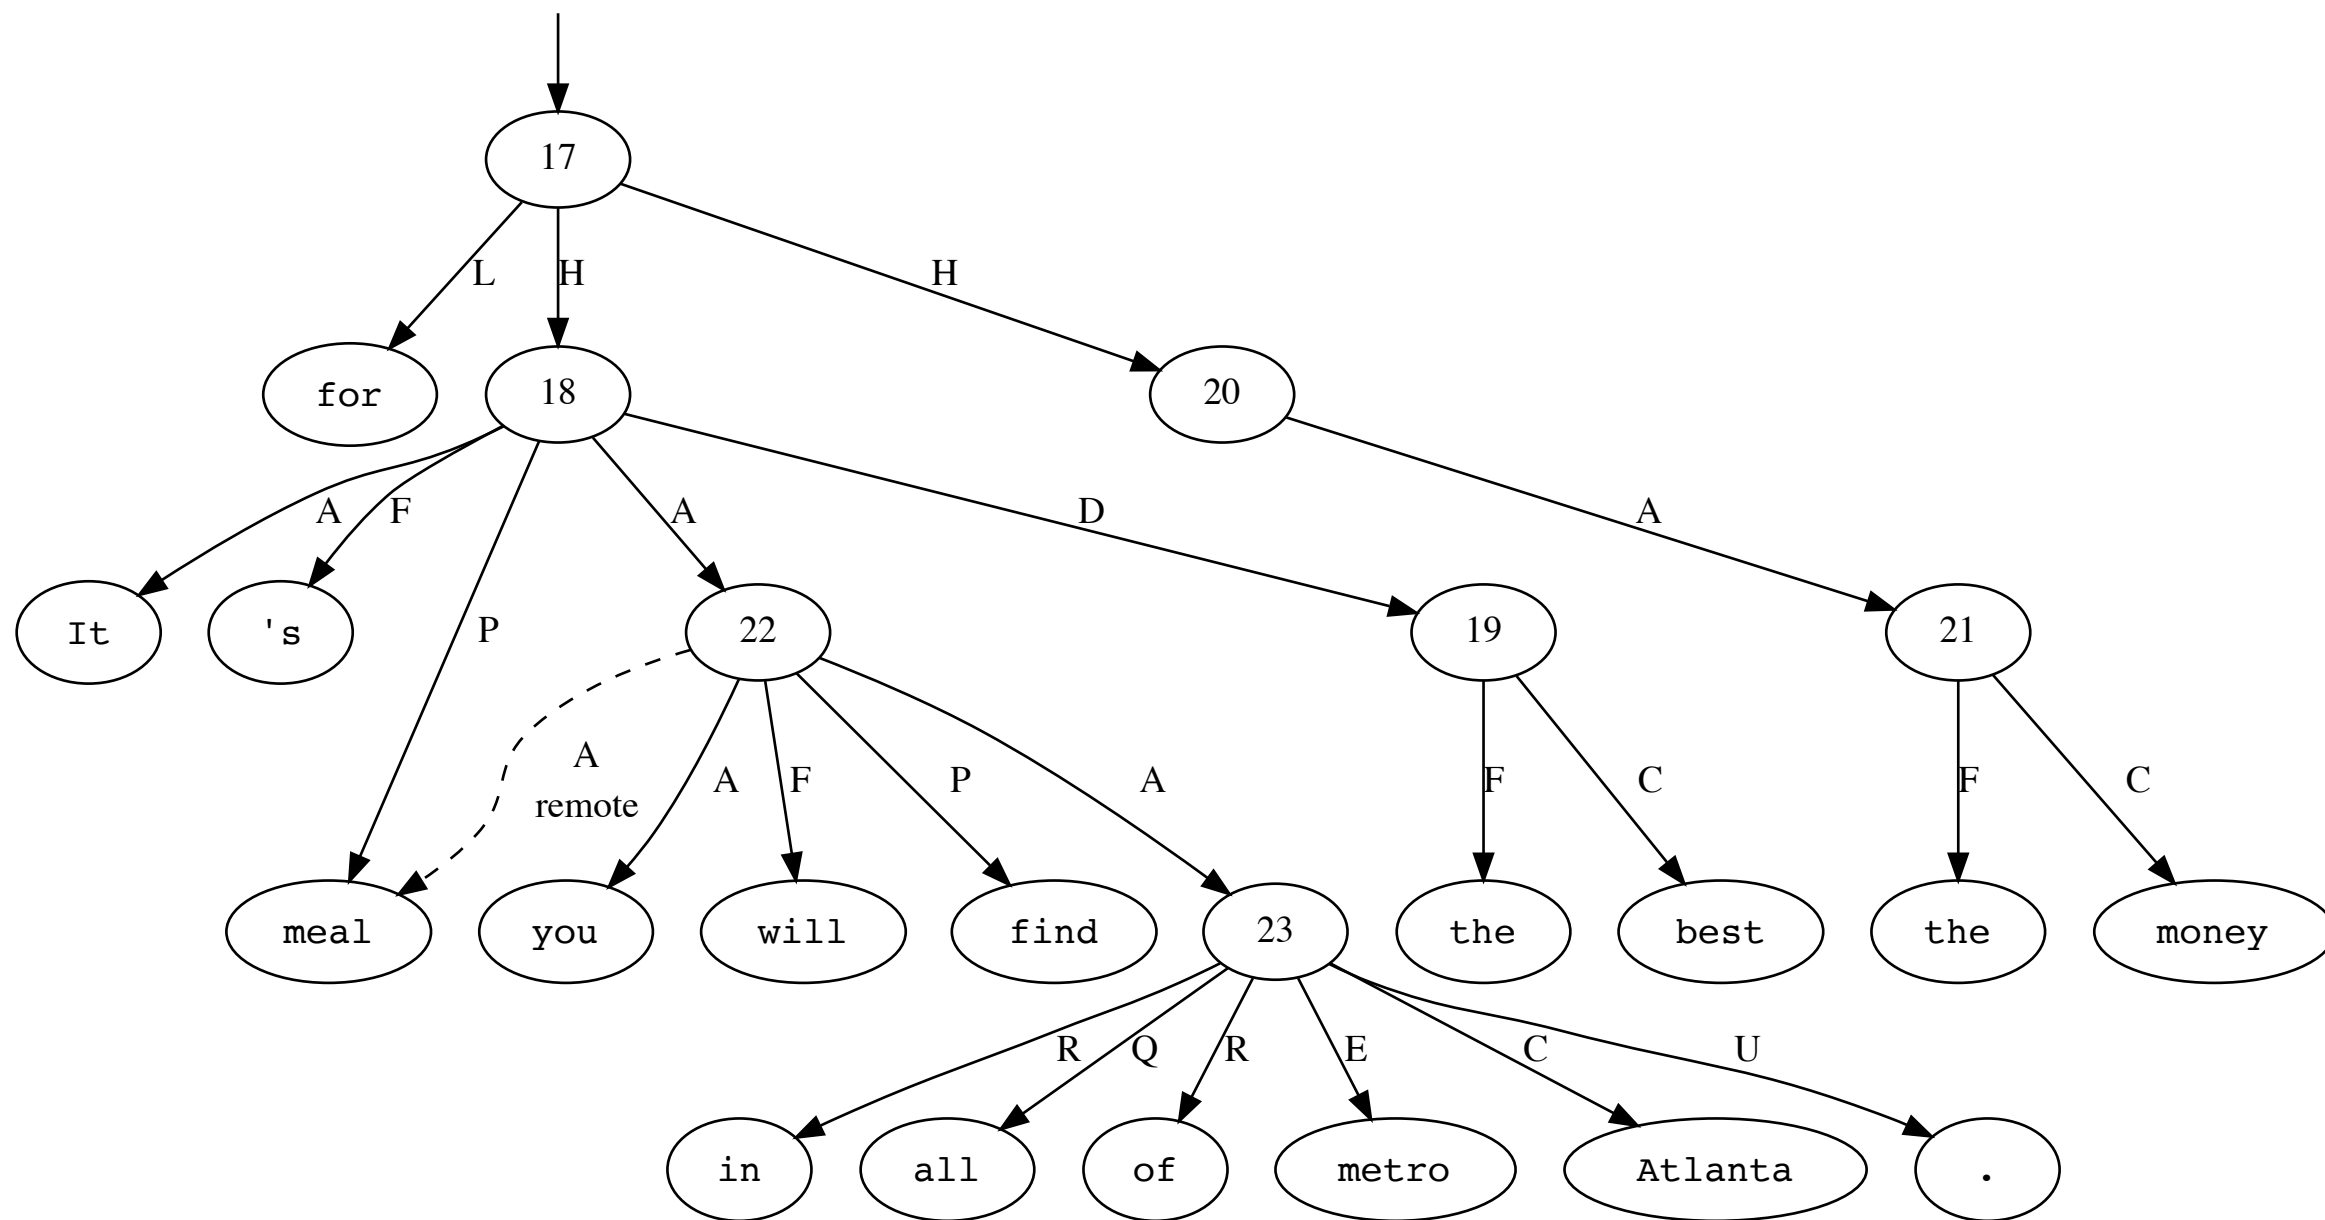 17
L H H
for 18 20
A F A D A
It 's P 22 19 21
A remote A F P A F C F C
meal you will find 23 the best the money
R Q R E C U
in all of metro Atlanta .